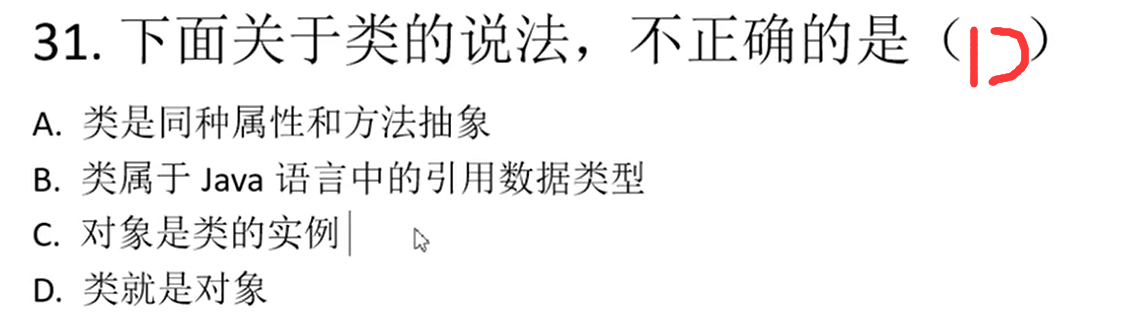 31. 下面关于类的说法，不正确的是（D）
A. 类是同种属性和方法抽象
B. 类属于 Java 语言中的引用数据类型
C. 对象是类的实例
D. 类就是对象